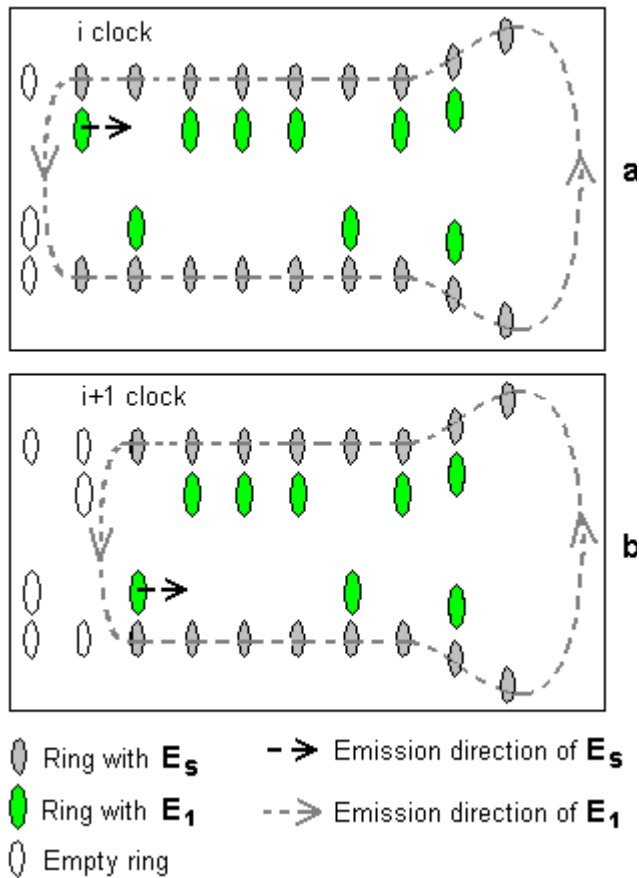 i clock
a
i+1 clock
b
Ring with Es Emission direction of Es
Ring with E1 Emission direction of E1
Empty ring